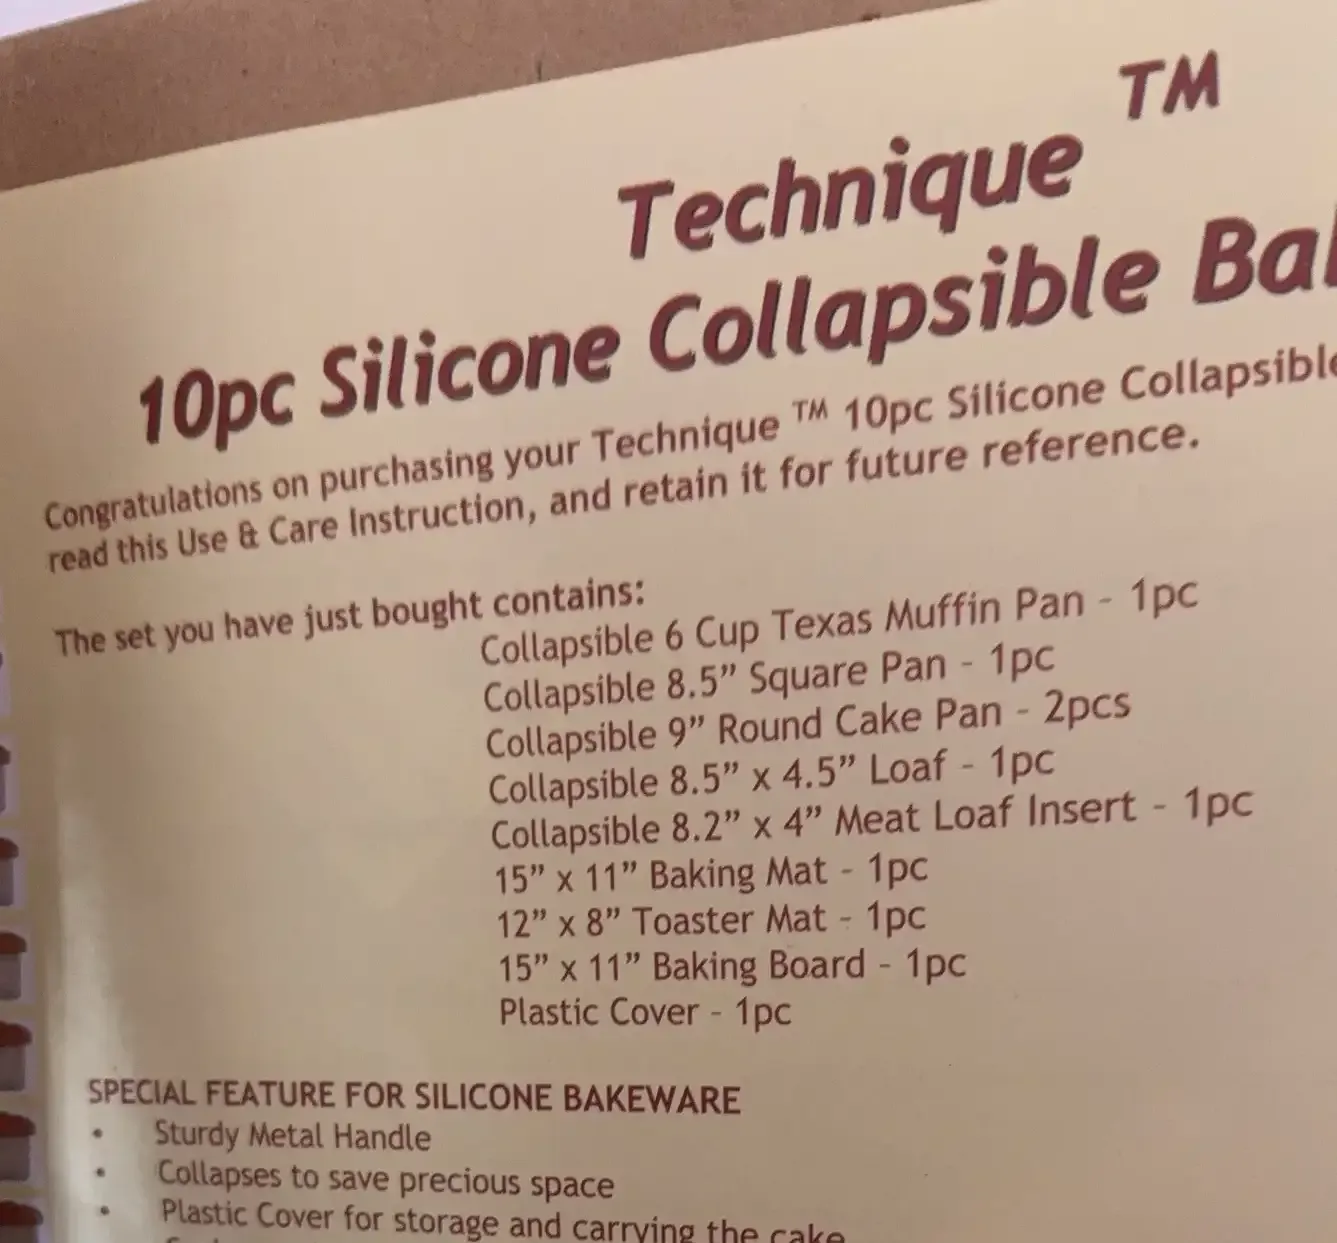 Technique TM
10pc Silicone Collapsible
Congratulations on purchasing your Technique ™ 10pc Silicone Collapsible
read this Use & Care Instruction, and retain it for future reference.
The set you have just bought contains:
Collapsible 6 Cup Texas Muffin Pan - 1pc
Collapsible 8.5” Square Pan - 1pc
Collapsible 9” Round Cake Pan - 2pcs
Collapsible 8.5” x 4.5” Loaf - 1pc
Collapsible 8.2” x 4” Meat Loaf Insert - 1pc
15” x 11” Baking Mat - 1pc
12” x 8” Toaster Mat - 1pc
15” x 11” Baking Board - 1pc
Plastic Cover - 1pc
SPECIAL FEATURE FOR SILICONE BAKEWARE
• Sturdy Metal Handle
• Collapses to save precious space
• Plastic Cover for storage and carrying the cake